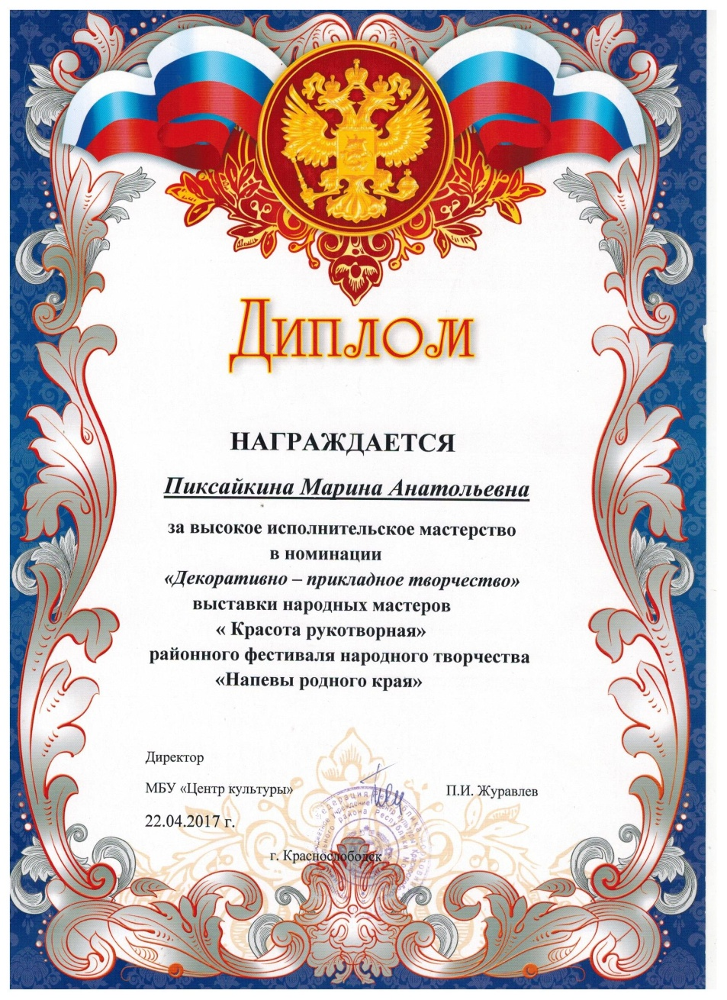 Диплом
НАГРАЖДАЕТСЯ
Пиксайкина Марина Анатольевна
за высокое исполнительское мастерство
в номинации
«Декоративно – прикладное творчество»
выставки народных мастеров
« Красота рукотворная»
районного фестиваля народного творчества
«Напевы родного края»
Директор
МБУ «Центр культуры» П.И. Журавлев
22.04.2017 г.
г. Краснослободск